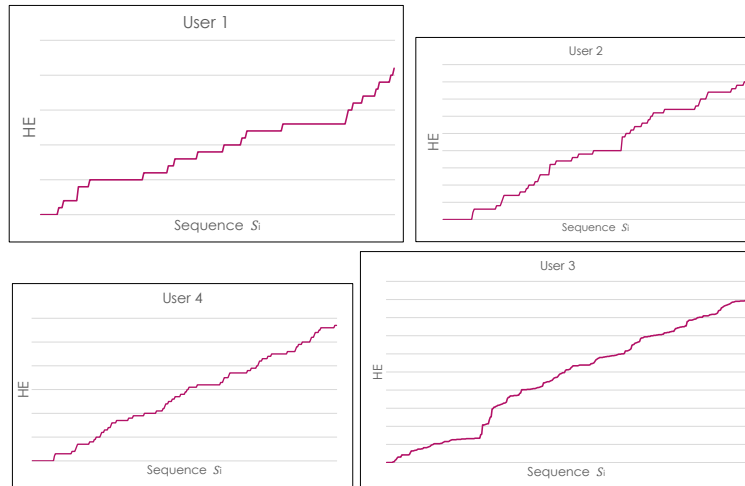 User 1
HE
Sequence Si
User 2
HE
Sequence Si
User 4
HE
Sequence Si
User 3
HE
Sequence Si